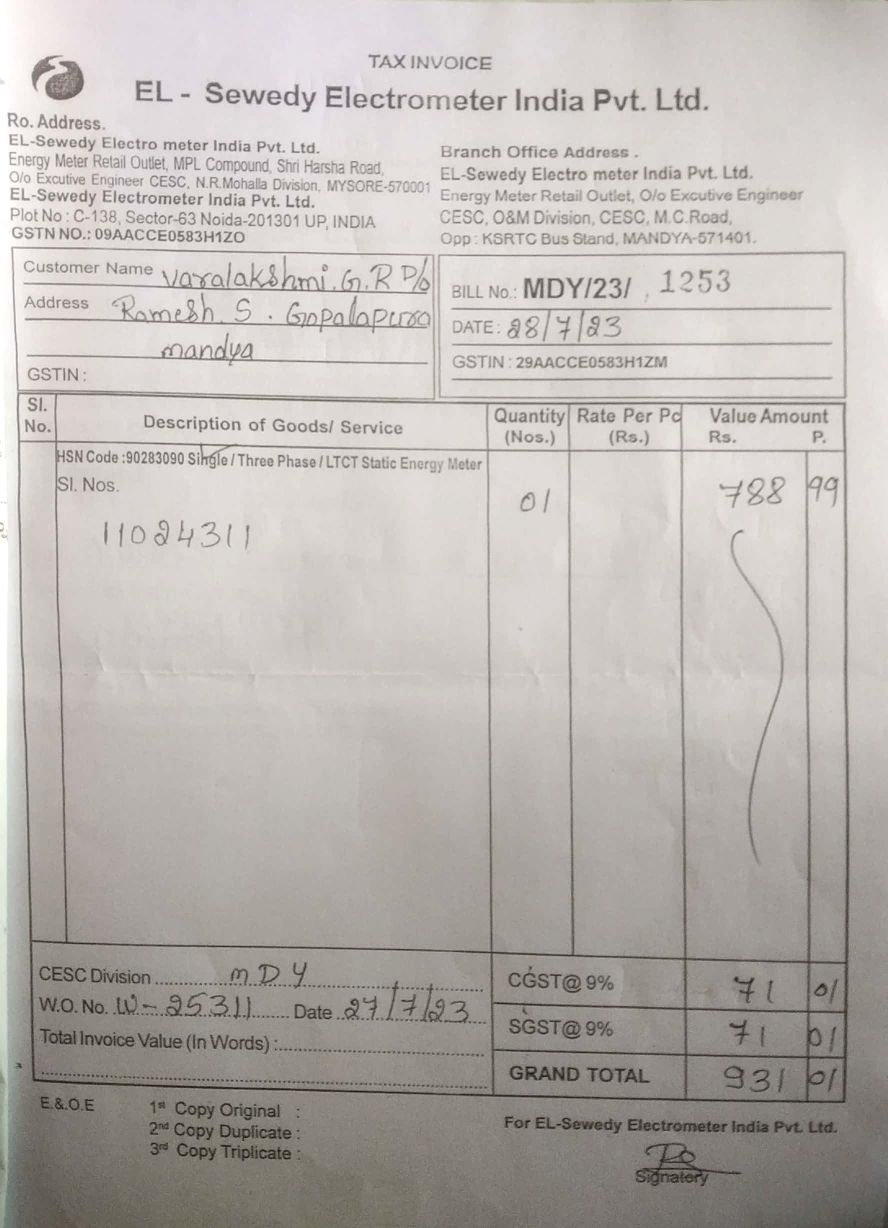 TAX INVOICE
EL - Sewedy Electrometer India Pvt. Ltd.
Ro. Address.
EL-Sewedy Electro meter India Pvt. Ltd.
Energy Meter Retail Outlet, MPL Compound, Shri Harsha Road,
O/o Excutive Engineer CESC, N.R.Mohalla Division, MYSORE-570001
EL-Sewedy Electrometer India Pvt. Ltd.
Plot No : C-138, Sector-63 Noida-201301 UP, INDIA
GSTN NO.: 09AACCE0583H1ZO
Branch Office Address .
EL-Sewedy Electro meter India Pvt. Ltd.
Energy Meter Retail Outlet, O/o Excutive Engineer
CESC, O&M Division, CESC, M.C.Road,
Opp : KSRTC Bus Stand, MANDYA-571401.
Customer Name Varalakshmi.G.R D/o
Address Ramesh. S. Gopalapura
mandya
GSTIN :
BILL No.: MDY/23/ 1253
DATE : 28/7/23
GSTIN : 29AACCE0583H1ZM
Sl. No. Description of Goods/ Service Quantity (Nos.) Rate Per Pc (Rs.) Value Amount Rs. P.
HSN Code :90283090 Single / Three Phase / LTCT Static Energy Meter
Sl. Nos. 01 788 99
11024311
CESC Division ........ MDY ........
W.O. No. W-25311 ........ Date 27/7/23
Total Invoice Value (In Words) :........
CGST@ 9% 71 01
SGST@ 9% 71 01
GRAND TOTAL 931 01
E.&.O.E 1st Copy Original :
2nd Copy Duplicate :
3rd Copy Triplicate :
For EL-Sewedy Electrometer India Pvt. Ltd.
Signatory